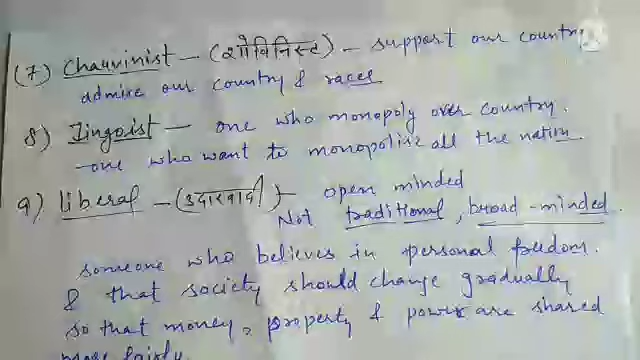 (7) Chauvinist - (शोविनिस्ट) - support our country
admire our country & races
8) Jingoist - one who monopoly over country.
- one who want to monopolise all the nation
9) liberal - (उदारवादी) - open minded
Not traditional, broad-minded.
someone who believes in personal freedom.
& that society should change gradually
so that money, property & power are shared
more fairly